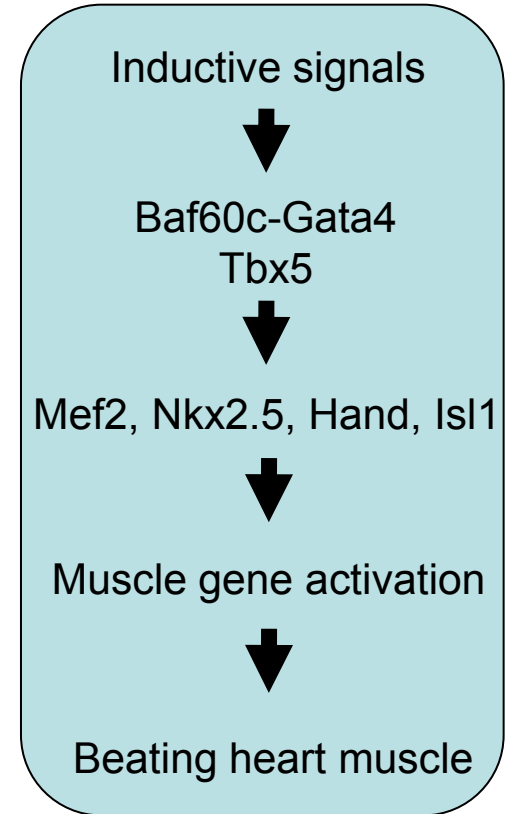 Inductive signals
Baf60c-Gata4
Tbx5
Mef2, Nkx2.5, Hand, Isl1
Muscle gene activation
Beating heart muscle